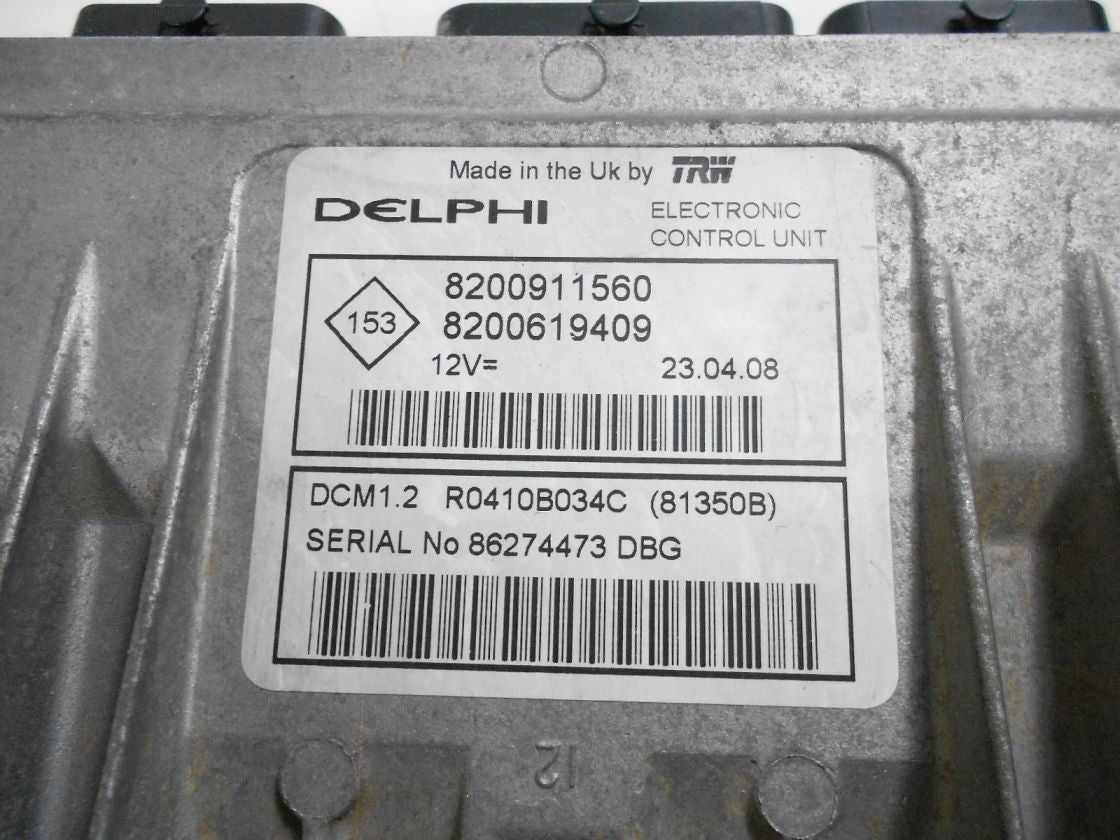 Made in the Uk by TRW
DELPHI
ELECTRONIC
CONTROL UNIT
153
8200911560
8200619409
12V=
23.04.08
DCM1.2 R0410B034C (81350B)
SERIAL No 86274473 DBG
12